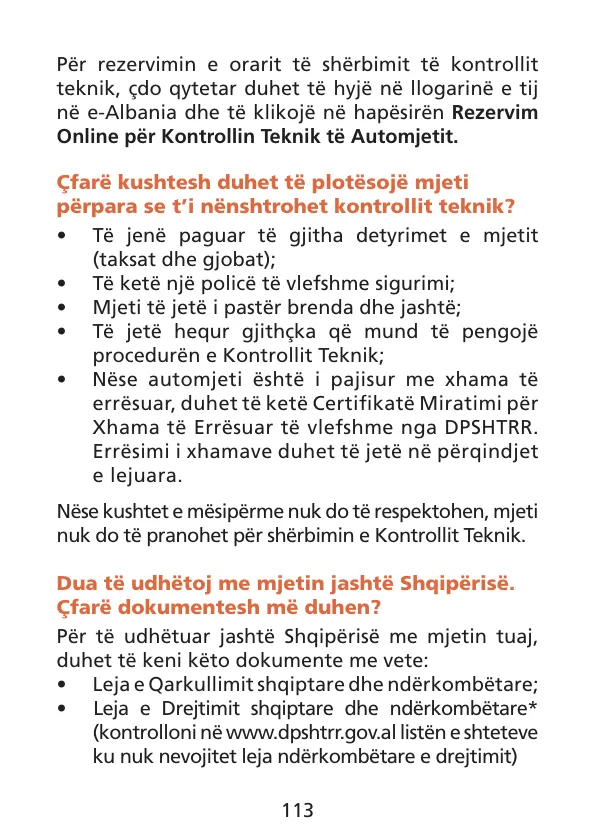 Për rezervimin e orarit të shërbimit të kontrollit
teknik, çdo qytetar duhet të hyjë në llogarinë e tij
në e-Albania dhe të klikojë në hapësirën Rezervim
Online për Kontrollin Teknik të Automjetit.
Çfarë kushtesh duhet të plotësojë mjeti
përpara se t’i nënshtrohet kontrollit teknik?
• Të jenë paguar të gjitha detyrimet e mjetit
(taksat dhe gjobat);
• Të ketë një policë të vlefshme sigurimi;
• Mjeti të jetë i pastër brenda dhe jashtë;
• Të jetë hequr gjithçka që mund të pengojë
procedurën e Kontrollit Teknik;
• Nëse automjeti është i pajisur me xhama të
errësuar, duhet të ketë Certifikatë Miratimi për
Xhama të Errësuar të vlefshme nga DPSHTRR.
Errësimi i xhamave duhet të jetë në përqindjet
e lejuara.
Nëse kushtet e mësipërme nuk do të respektohen, mjeti
nuk do të pranohet për shërbimin e Kontrollit Teknik.
Dua të udhëtoj me mjetin jashtë Shqipërisë.
Çfarë dokumentesh më duhen?
Për të udhëtuar jashtë Shqipërisë me mjetin tuaj,
duhet të keni këto dokumente me vete:
• Leja e Qarkullimit shqiptare dhe ndërkombëtare;
• Leja e Drejtimit shqiptare dhe ndërkombëtare*
(kontrolloni në www.dpshtrr.gov.al listën e shteteve
ku nuk nevojitet leja ndërkombëtare e drejtimit)
113